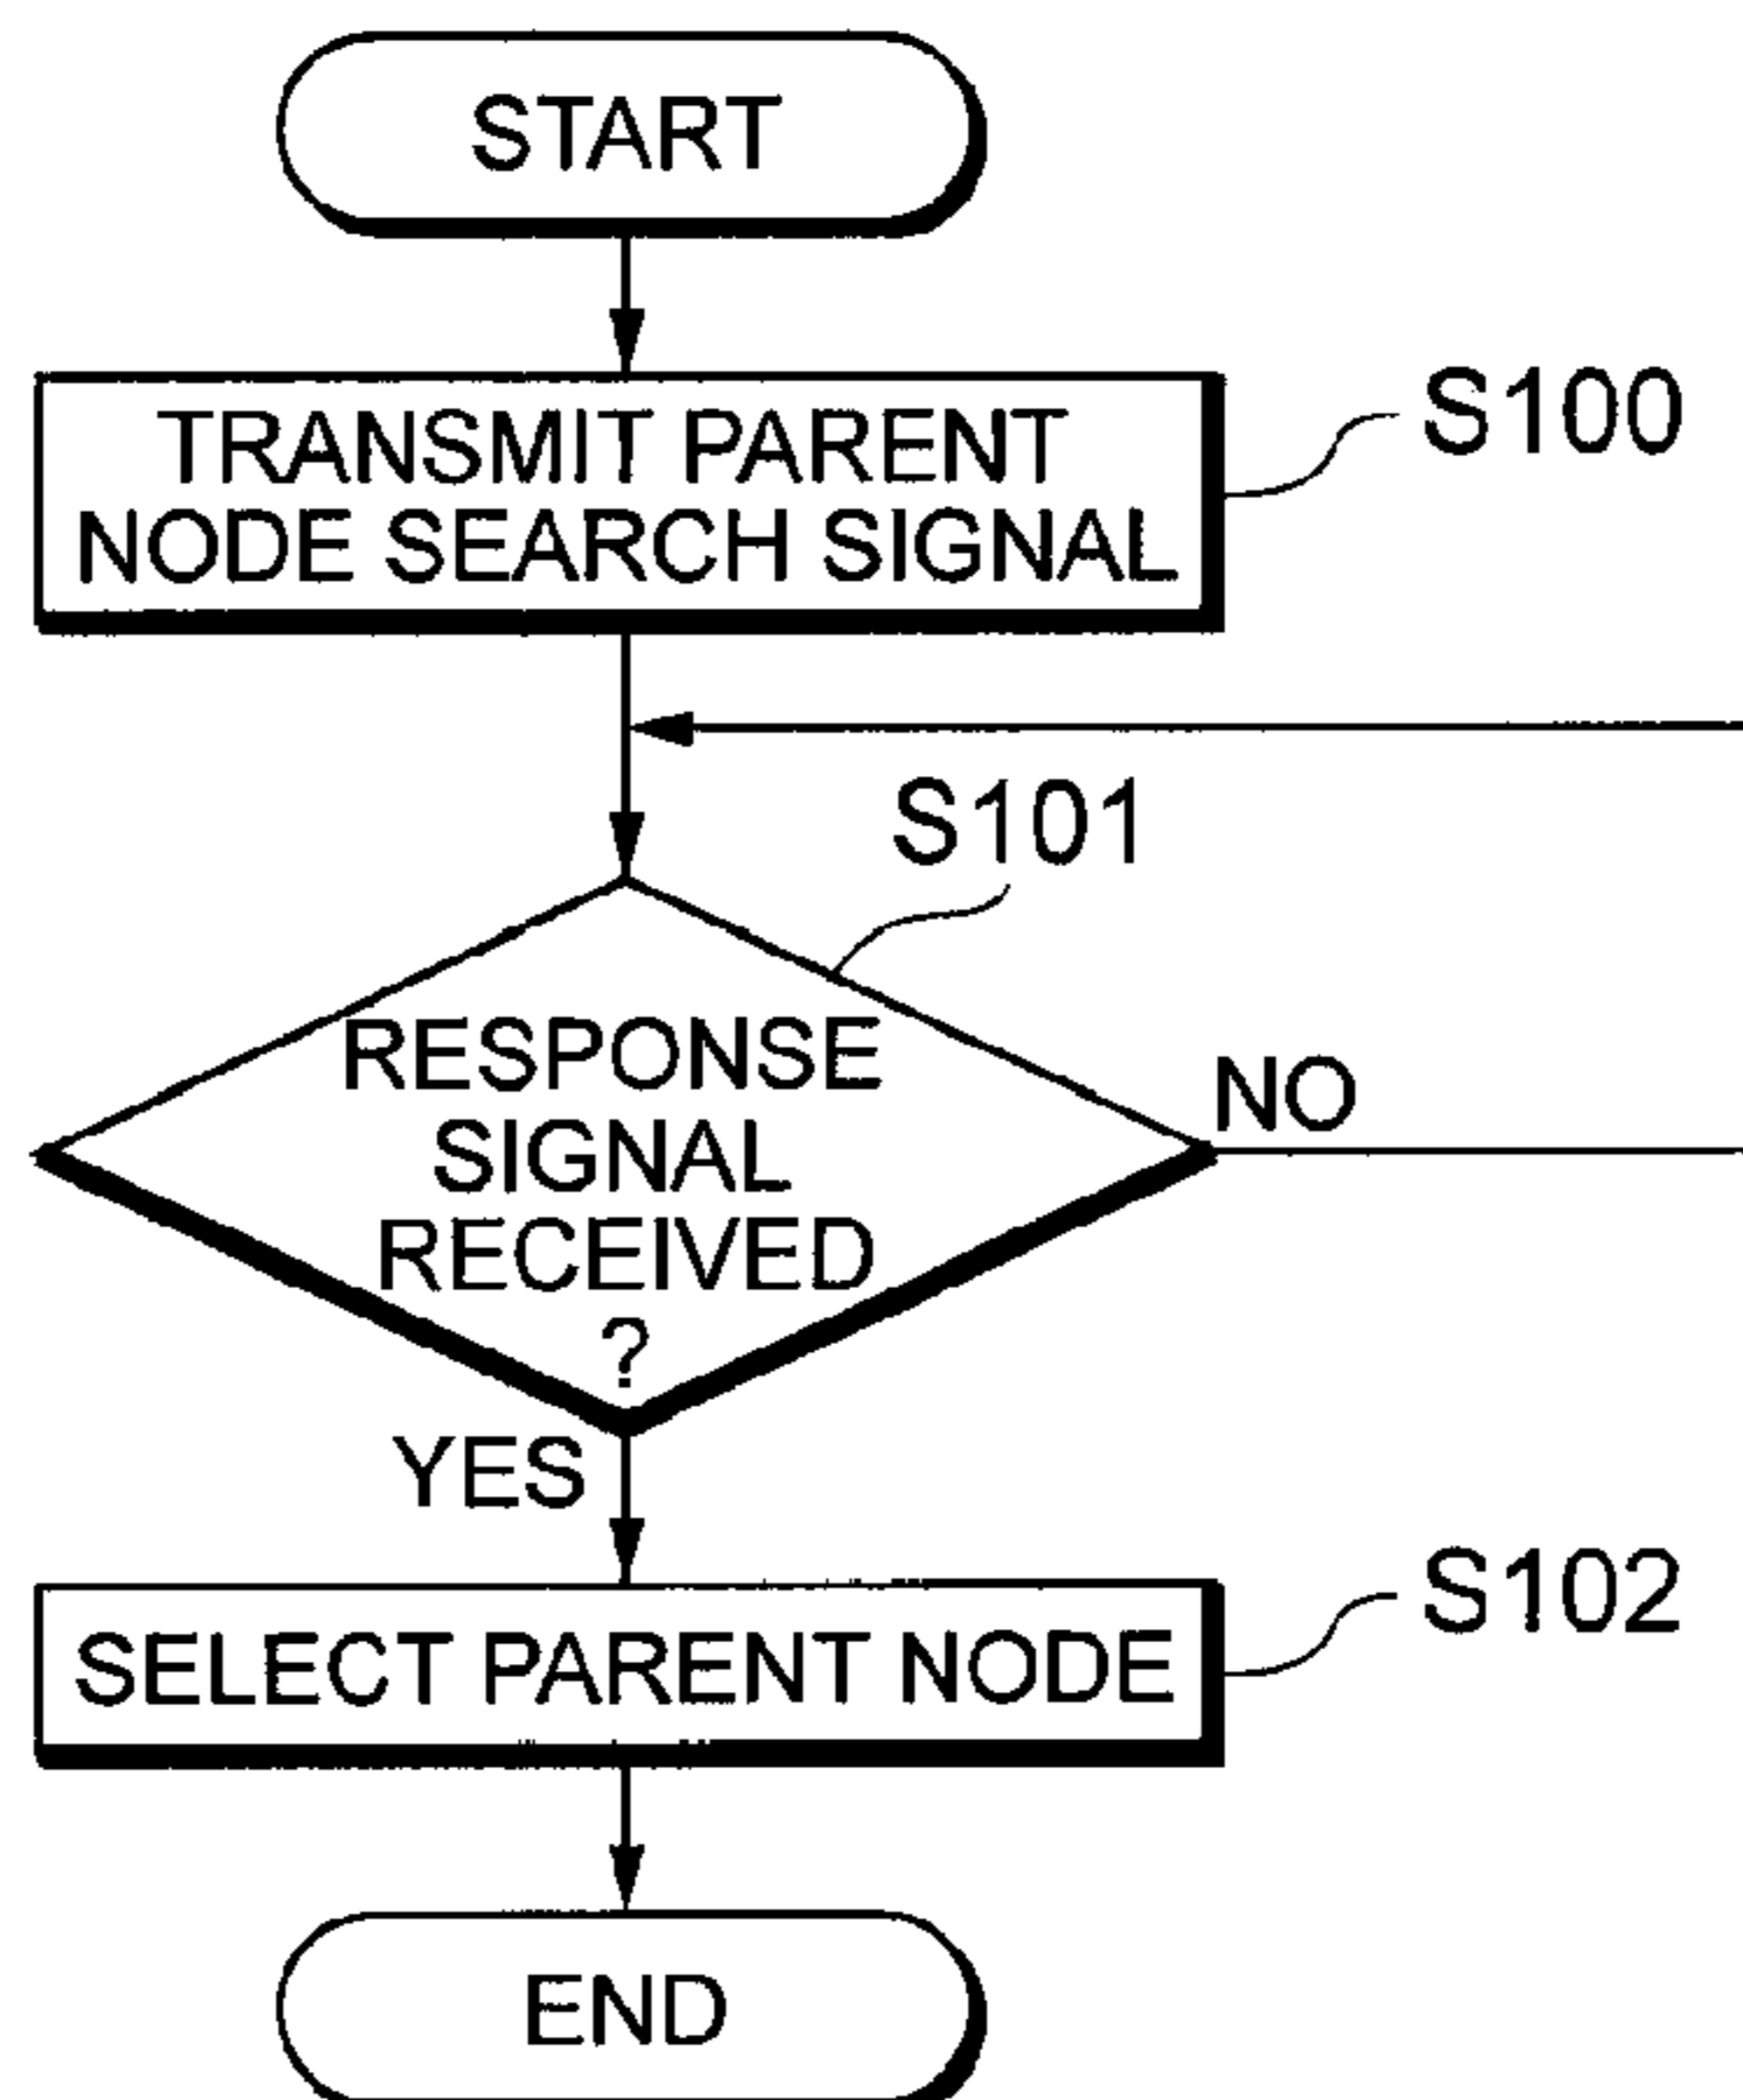 START
TRANSMIT PARENT
NODE SEARCH SIGNAL
S100
S101
RESPONSE
SIGNAL
RECEIVED
?
NO
YES
SELECT PARENT NODE
S102
END